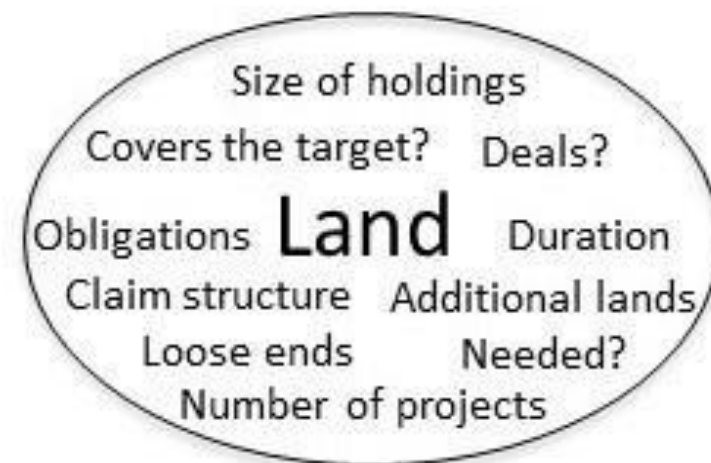 Size of holdings
Covers the target? Deals?
Obligations Land Duration
Claim structure Additional lands
Loose ends Needed?
Number of projects